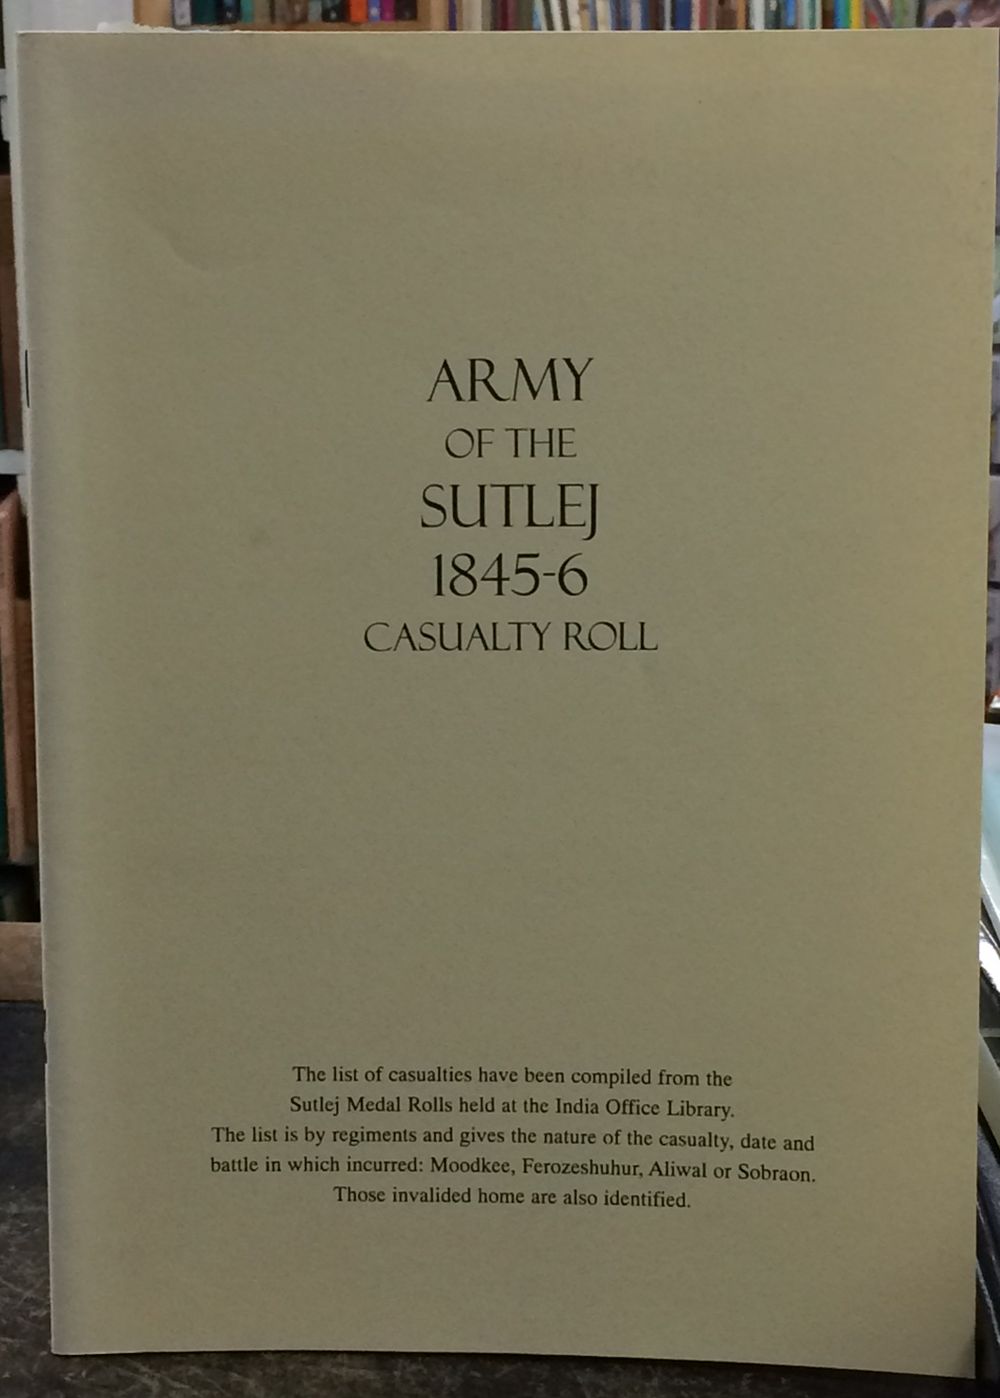 ARMY
OF THE
SUTLEJ
1845-6
CASUALTY ROLL
The list of casualties have been compiled from the
Sutlej Medal Rolls held at the India Office Library.
The list is by regiments and gives the nature of the casualty, date and
battle in which incurred: Moodkee, Ferozeshuhur, Aliwal or Sobraon.
Those invalided home are also identified.